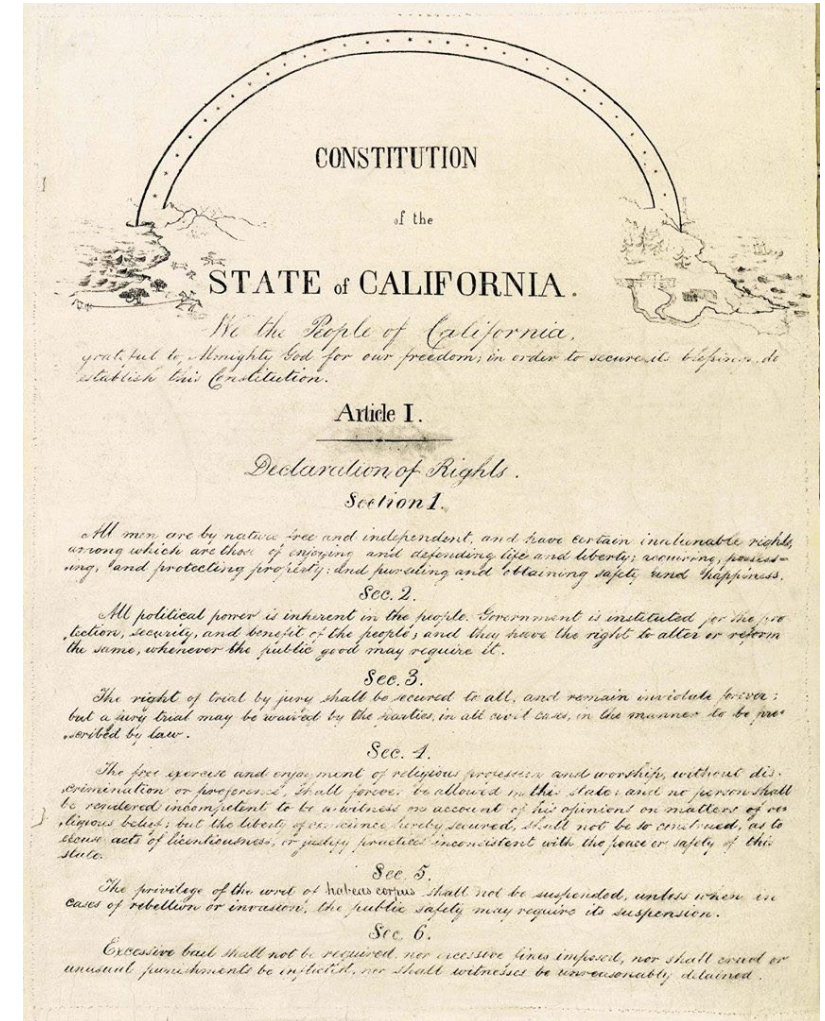 CONSTITUTION
of the
STATE of CALIFORNIA.
We the People of California,
grateful to Almighty God for our freedom; in order to secure its blessings, do
establish this Constitution.
Article I.
Declaration of Rights.
Section 1.
All men are by nature free and independent, and have certain inalienable rights,
among which are those of enjoying and defending life and liberty; acquiring, possess-
ing, and protecting property: and pursuing and obtaining safety and happiness.
Sec. 2.
All political power is inherent in the people. Government is instituted for the pro-
tection, security, and benefit of the people; and they have the right to alter or reform
the same, whenever the public good may require it.
Sec. 3.
The right of trial by jury shall be secured to all, and remain inviolate forever;
but a jury trial may be waived by the parties, in all civil cases, in the manner to be pre-
scribed by law.
Sec. 4.
The free exercise and enjoyment of religious profession and worship, without dis-
crimination or preference, shall forever be allowed in this state: and no person shall
be rendered incompetent to be a witness on account of his opinions on matters of re-
ligious belief; but the liberty of conscience, hereby secured, shall not be so construed, as to
excuse acts of licentiousness, or justify practices inconsistent with the peace or safety of this
state.
Sec. 5.
The privilege of the writ of habeas corpus shall not be suspended, unless when in
cases of rebellion or invasion, the public safety may require its suspension.
Sec. 6.
Excessive bail shall not be required, nor excessive fines imposed, nor shall cruel or
unusual punishments be inflicted, nor shall witnesses be unreasonably detained.